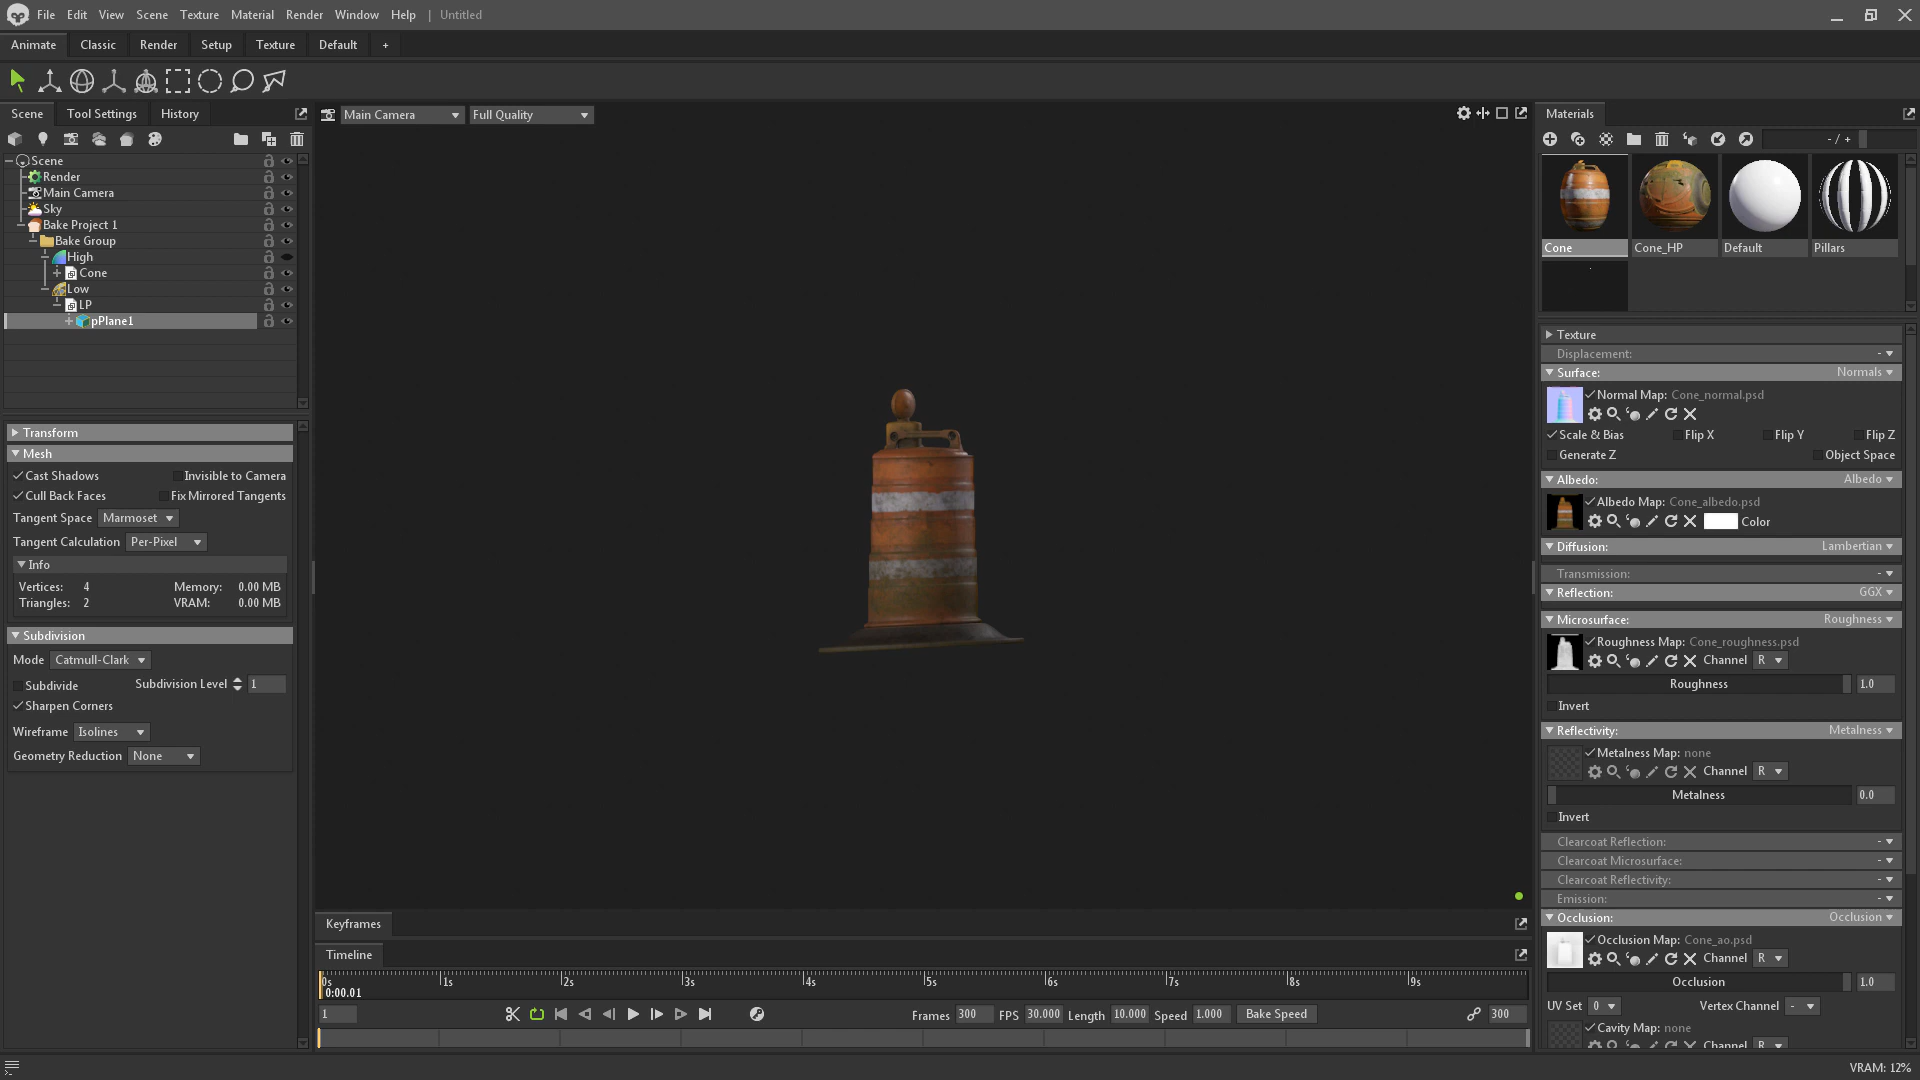 File Edit View Scene Texture Material Render Window Help | Untitled
Animate Classic Render Setup Texture Default +
Scene Tool Settings History
Main Camera Full Quality
Materials
- / +
Scene
Render
Main Camera
Sky
Bake Project 1
Bake Group
High
Cone
Low
LP
pPlane1
Transform
Mesh
Cast Shadows Invisible to Camera
Cull Back Faces Fix Mirrored Tangents
Tangent Space Marmoset
Tangent Calculation Per-Pixel
Info
Vertices: 4 Memory: 0.00 MB
Triangles: 2 VRAM: 0.00 MB
Subdivision
Mode Catmull-Clark
Subdivide Subdivision Level 1
Sharpen Corners
Wireframe Isolines
Geometry Reduction None
Keyframes
Timeline
0s 1s 2s 3s 4s 5s 6s 7s 8s 9s
0:00.01
1 Frames 300 FPS 30.000 Length 10.000 Speed 1.000 Bake Speed 300
Cone Cone_HP Default Pillars
Texture
Displacement: -
Surface: Normals
Normal Map: Cone_normal.psd
Scale & Bias Flip X Flip Y Flip Z
Generate Z Object Space
Albedo: Albedo
Albedo Map: Cone_albedo.psd
Color
Diffusion: Lambertian
Transmission: -
Reflection: GGX
Microsurface: Roughness
Roughness Map: Cone_roughness.psd
Channel R
Roughness 1.0
Invert
Reflectivity: Metalness
Metalness Map: none
Channel R
Metalness 0.0
Invert
Clearcoat Reflection: -
Clearcoat Microsurface: -
Clearcoat Reflectivity: -
Emission: -
Occlusion: Occlusion
Occlusion Map: Cone_ao.psd
Channel R
Occlusion 1.0
UV Set 0 Vertex Channel -
Cavity Map: none
Channel R
VRAM: 12%